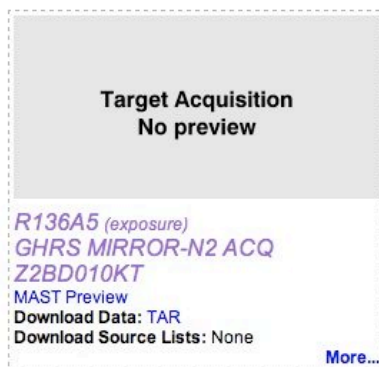 Target Acquisition
No preview
R136A5 (exposure)
GHRS MIRROR-N2 ACQ
Z2BD010KT
MAST Preview
Download Data: TAR
Download Source Lists: None
More...